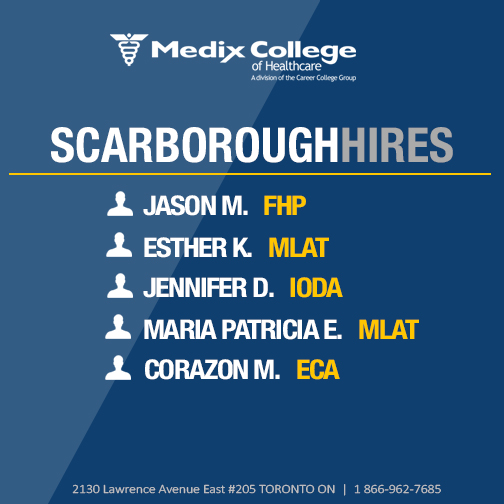 Medix College
of Healthcare
A division of the Career College Group
SCARBOROUGHHIRES
JASON M. FHP
ESTHER K. MLAT
JENNIFER D. IODA
MARIA PATRICIA E. MLAT
CORAZON M. ECA
2130 Lawrence Avenue East #205 TORONTO ON | 1 866-962-7685